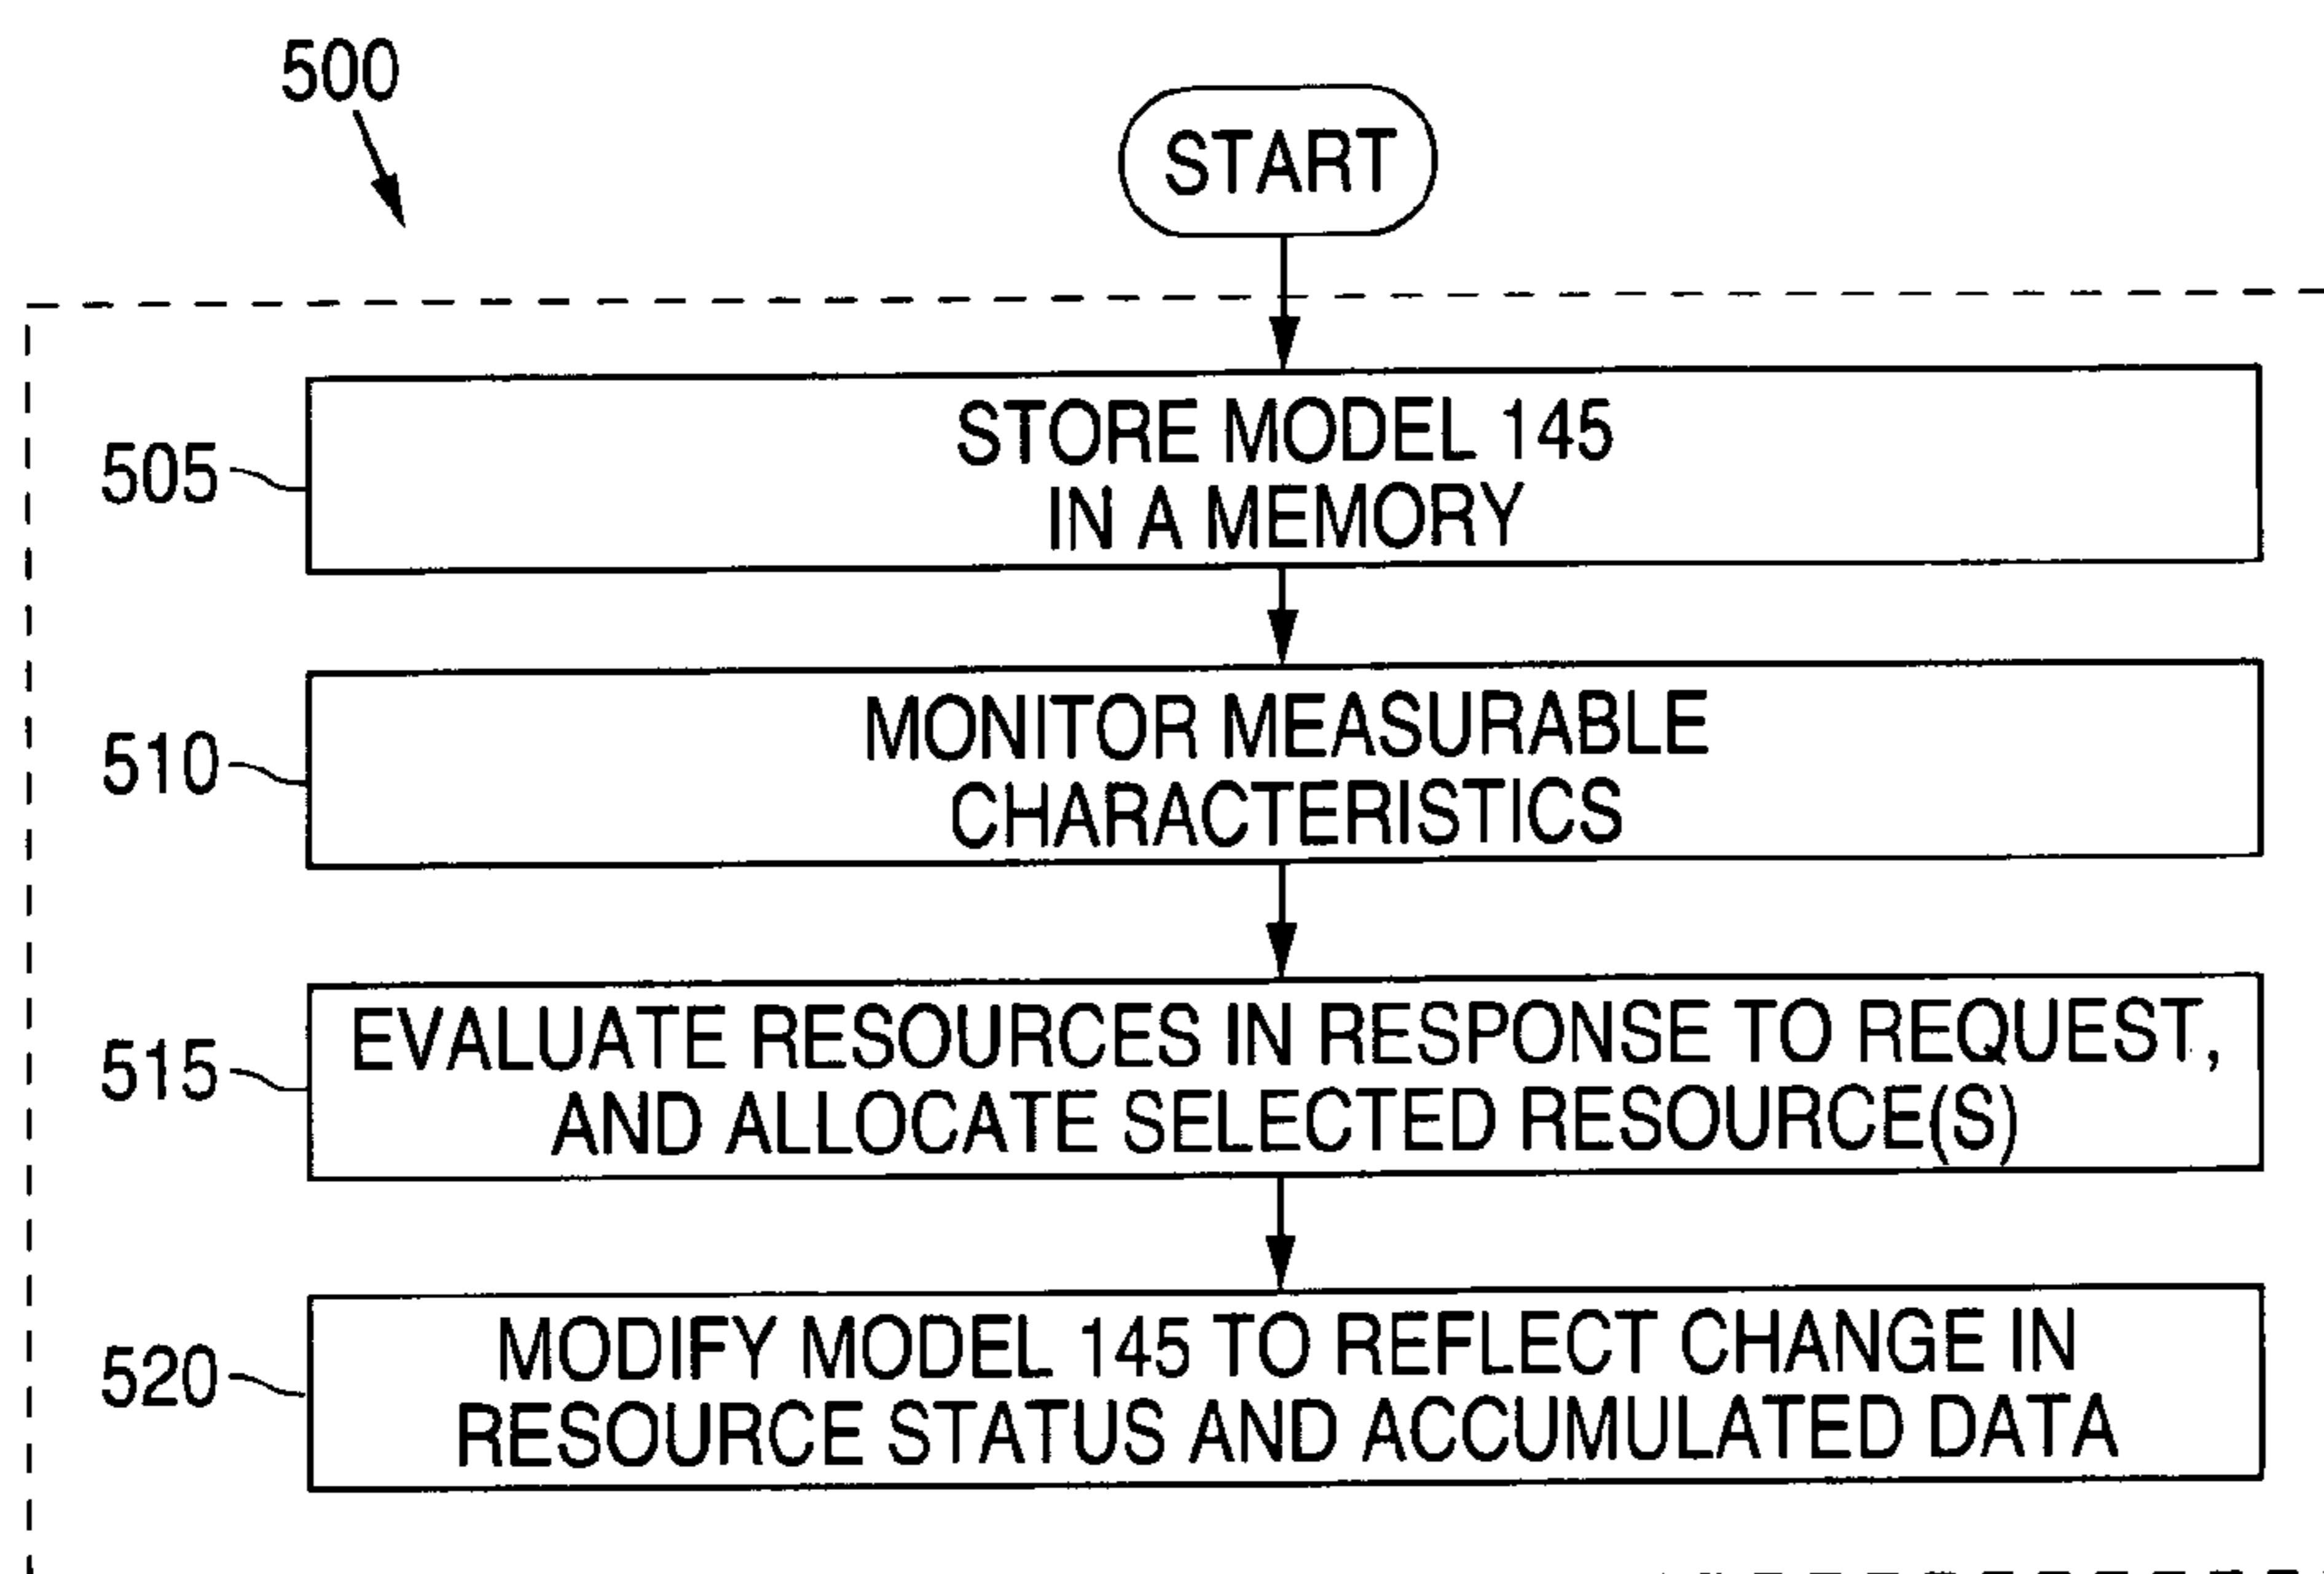 500
START
505
STORE MODEL 145
IN A MEMORY
510
MONITOR MEASURABLE
CHARACTERISTICS
515
EVALUATE RESOURCES IN RESPONSE TO REQUEST,
AND ALLOCATE SELECTED RESOURCE(S)
520
MODIFY MODEL 145 TO REFLECT CHANGE IN
RESOURCE STATUS AND ACCUMULATED DATA